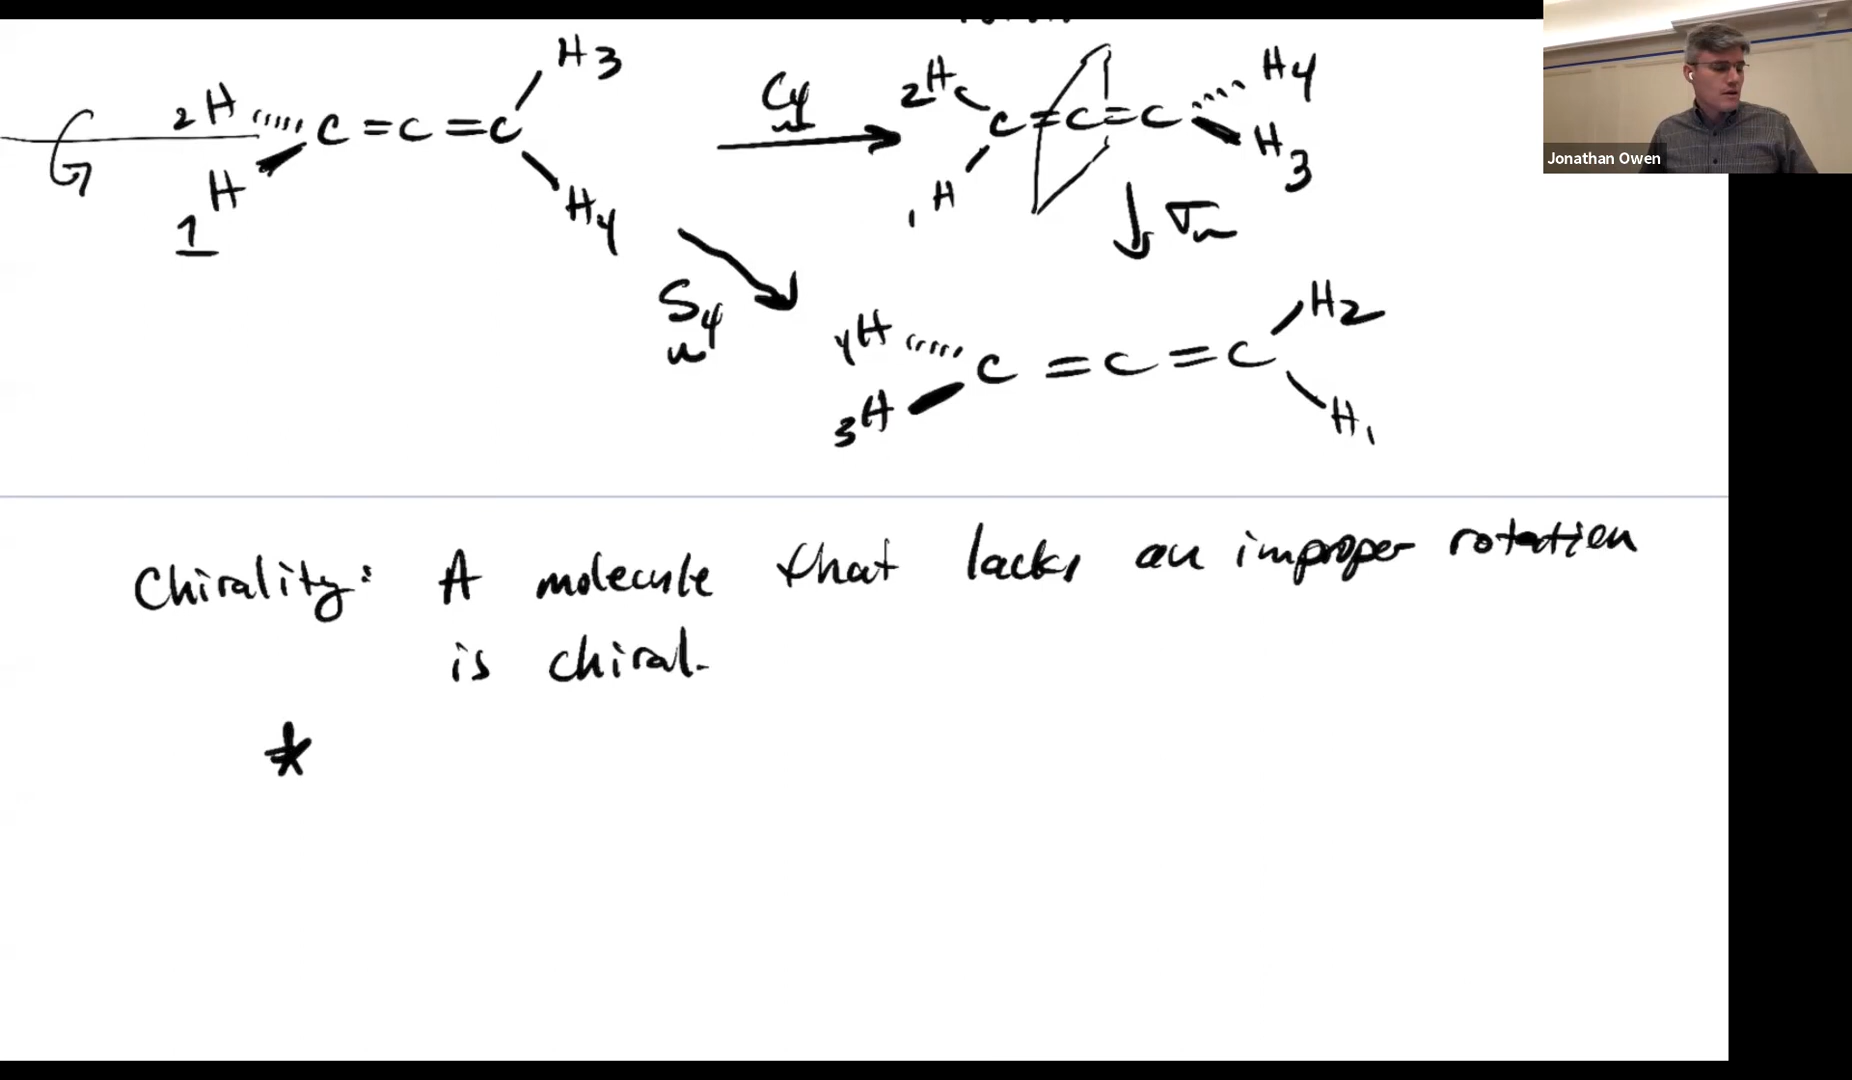 H3
2H C = C = C
H
1
H4
C4
2H C = C = C H4
1H
H3
σh
S4
4H C = C = C H2
3H
H1
Jonathan Owen
Chirality: A molecule that lacks an improper rotation
is chiral.
*